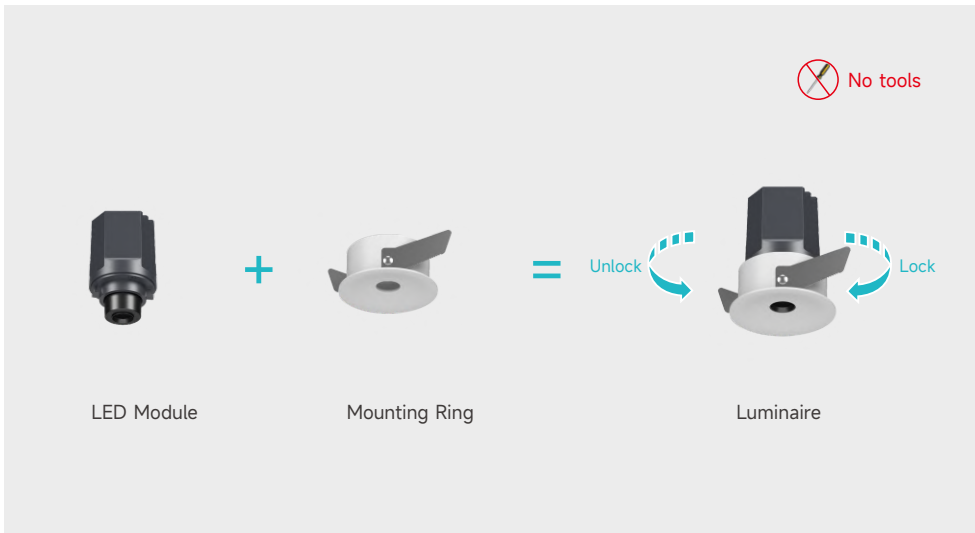 No tools
+
=
Unlock
Lock
LED Module
Mounting Ring
Luminaire